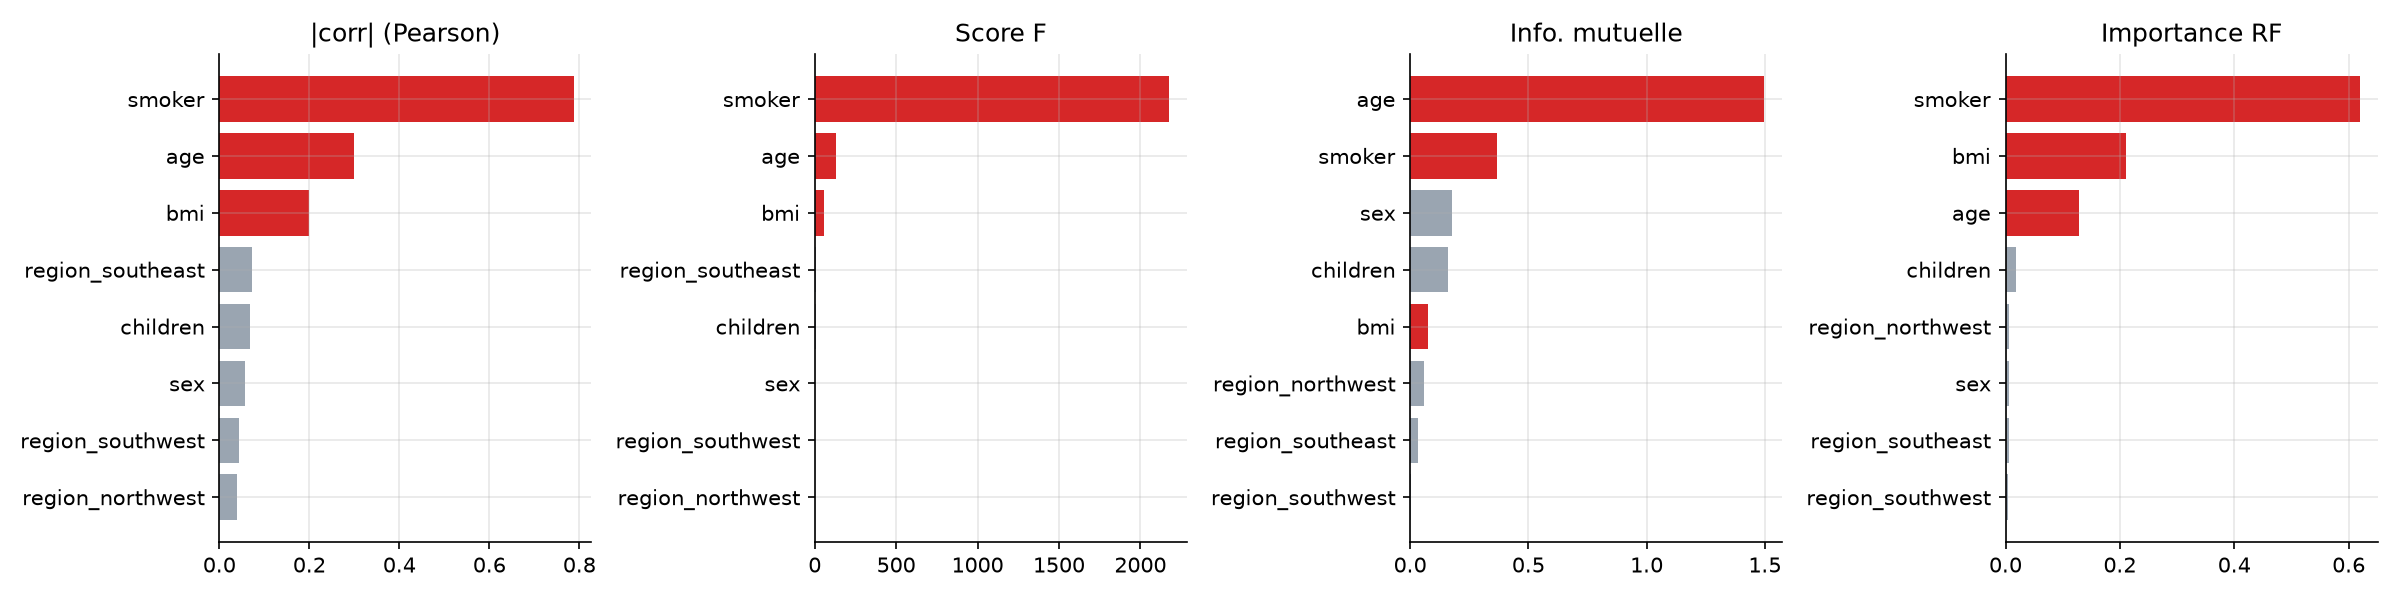 |corr| (Pearson)
smoker
age
bmi
region_southeast
children
sex
region_southwest
region_northwest
0.0 0.2 0.4 0.6 0.8
Score F
smoker
age
bmi
region_southeast
children
sex
region_southwest
region_northwest
0 500 1000 1500 2000
Info. mutuelle
age
smoker
sex
children
bmi
region_northwest
region_southeast
region_southwest
0.0 0.5 1.0 1.5
Importance RF
smoker
bmi
age
children
region_northwest
sex
region_southeast
region_southwest
0.0 0.2 0.4 0.6